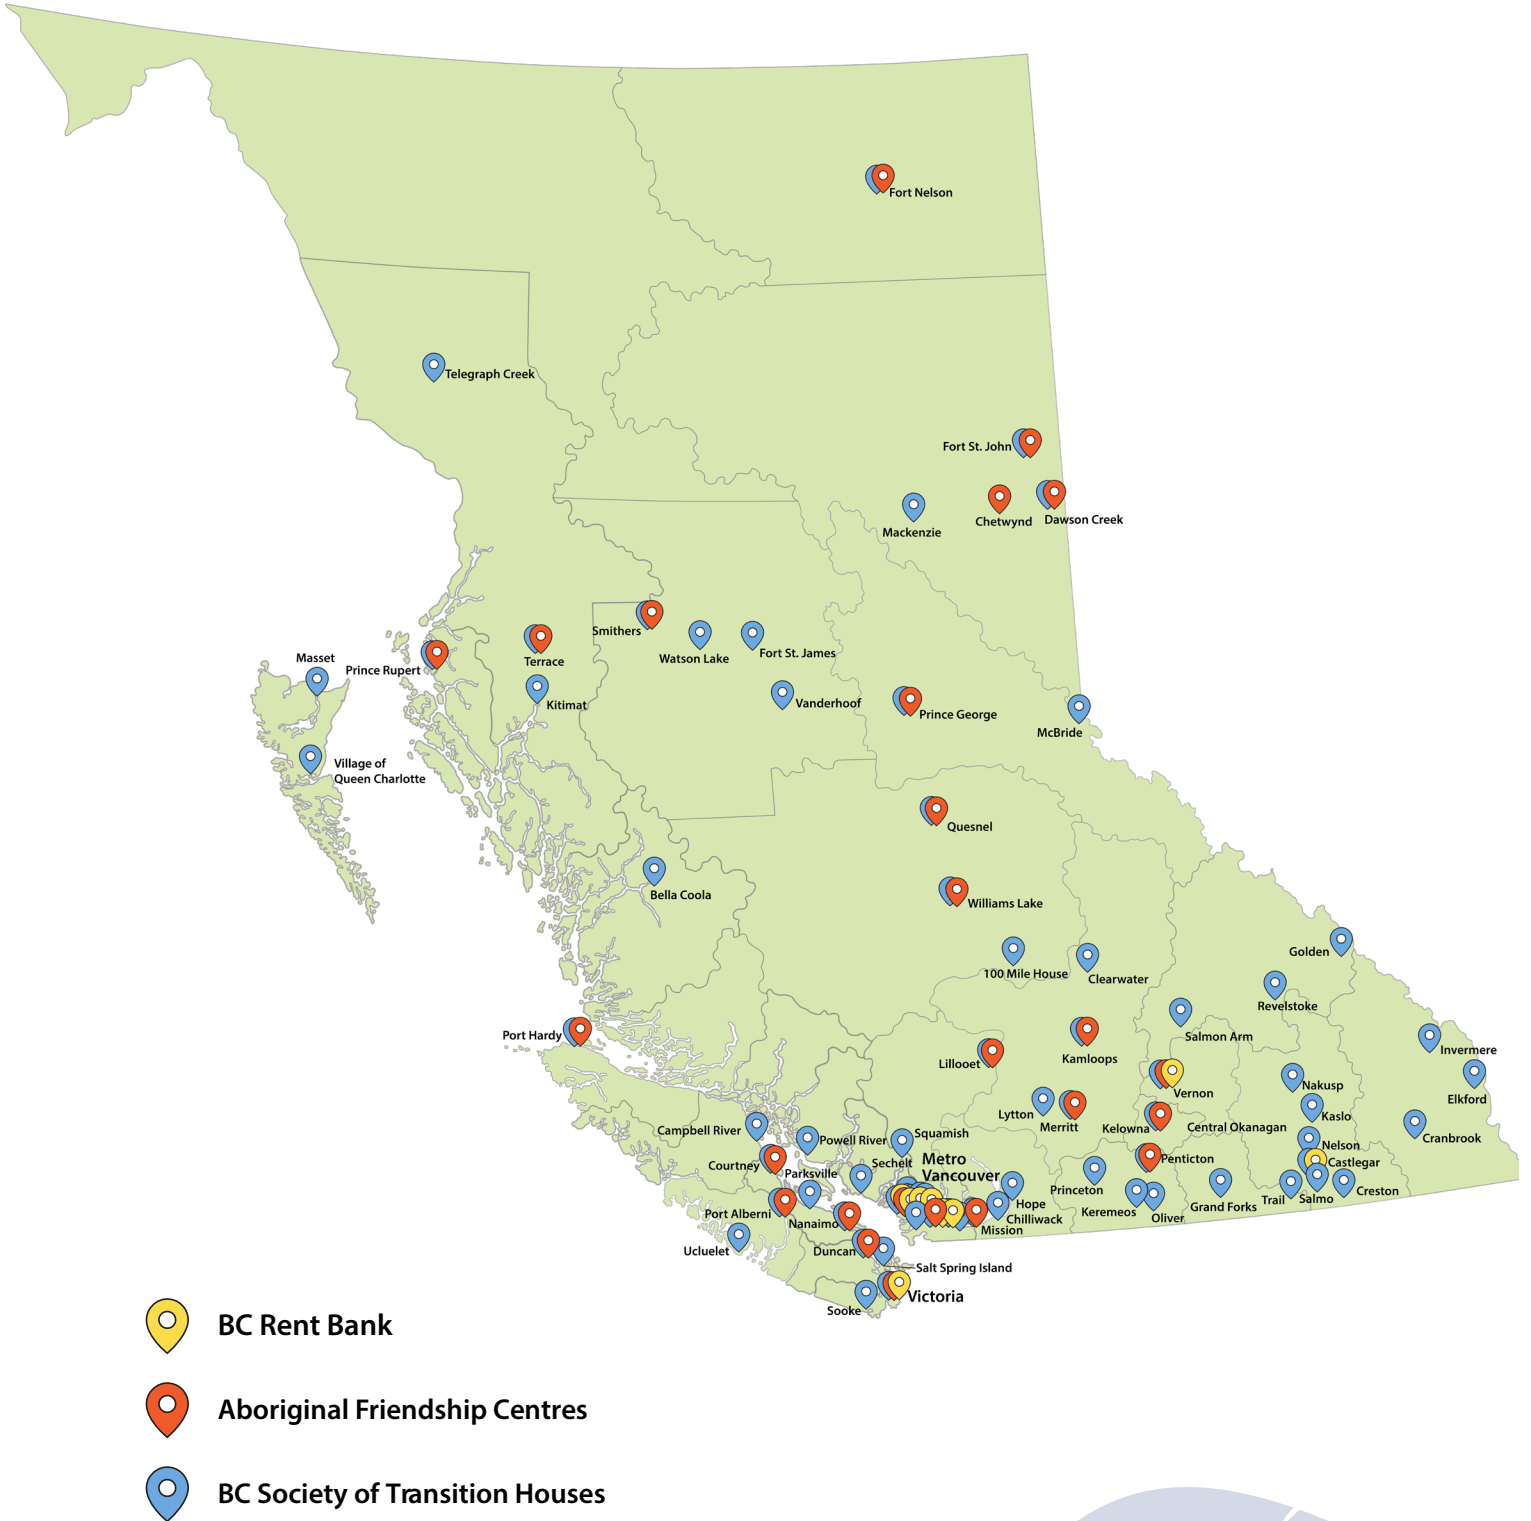 Fort Nelson
Telegraph Creek
Fort St. John
Mackenzie
Chetwynd
Dawson Creek
Smithers
Watson Lake
Fort St. James
Terrace
Masset
Prince Rupert
Kitimat
Vanderhoof
Prince George
McBride
Village of
Queen Charlotte
Quesnel
Bella Coola
Williams Lake
Golden
100 Mile House
Clearwater
Revelstoke
Port Hardy
Salmon Arm
Invermere
Lillooet
Kamloops
Nakusp
Vernon
Elkford
Lytton
Merritt
Kaslo
Kelowna
Central Okanagan
Campbell River
Powell River
Squamish
Cranbrook
Nelson
Courtney
Parksville
Sechelt
Metro
Vancouver
Penticton
Castlegar
Princeton
Hope
Keremeos
Oliver
Grand Forks
Trail
Salmo
Creston
Port Alberni
Nanaimo
Chilliwack
Mission
Ucluelet
Duncan
Salt Spring Island
Victoria
Sooke
BC Rent Bank
Aboriginal Friendship Centres
BC Society of Transition Houses